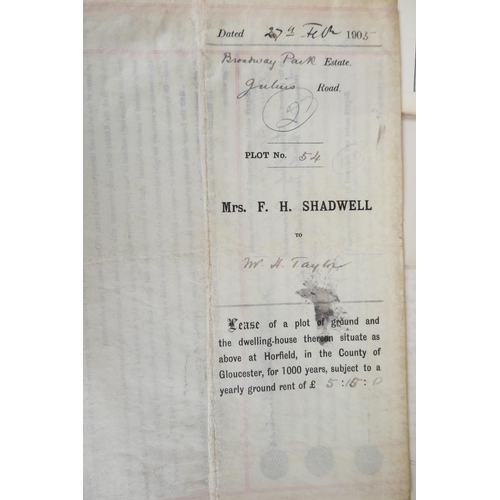 Dated 27th Feb 1905
Broadway Park Estate.
Julius Road.
2
PLOT No. 54
Mrs. F. H. SHADWELL
TO
W. H. Taylor
Lease of a plot of ground and
the dwelling-house thereon situate as
above at Horfield, in the County of
Gloucester, for 1000 years, subject to a
yearly ground rent of £ 5:15:0